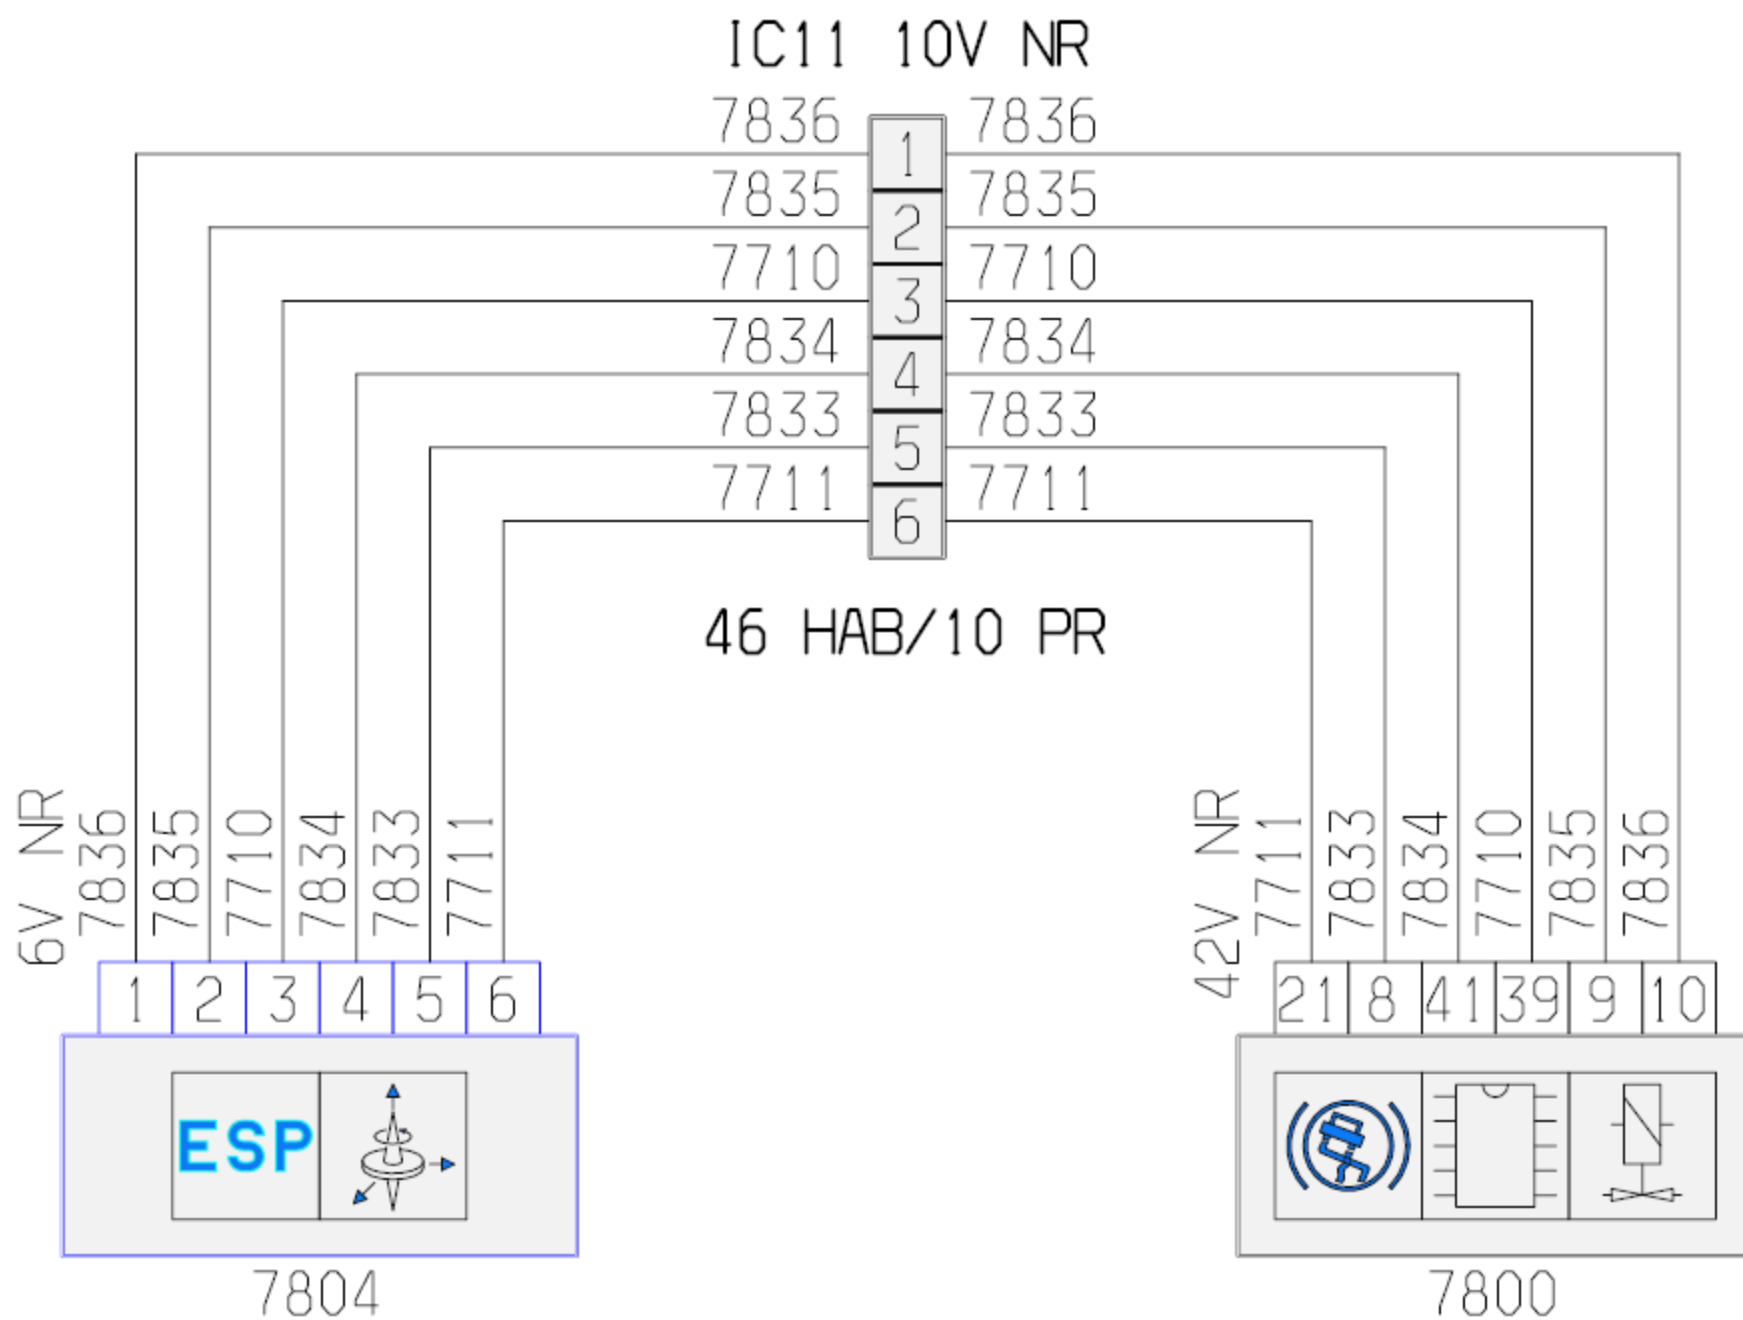 IC11 10V NR
7836 1 7836
7835 2 7835
7710 3 7710
7834 4 7834
7833 5 7833
7711 6 7711
46 HAB/10 PR
6V NR
7836 7835 7710 7834 7833 7711
1 2 3 4 5 6
ESP
7804
42V NR
7711 7833 7834 7710 7835 7836
21 8 41 39 9 10
7800